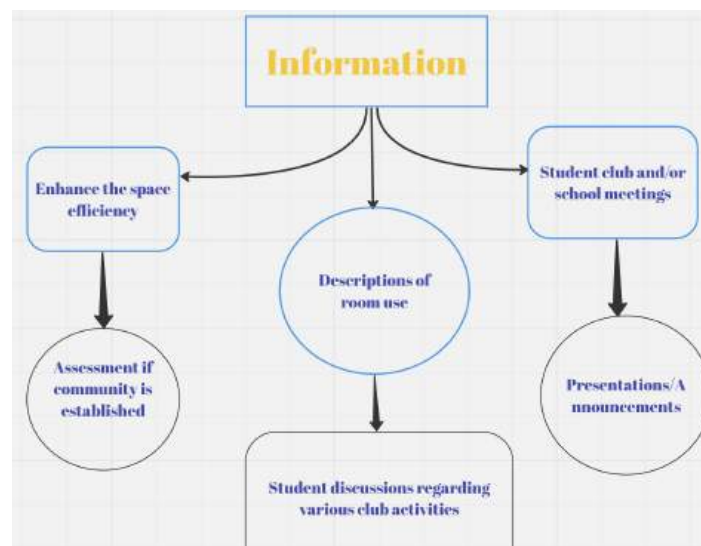 Information
Enhance the space
efficiency
Student club and/or
school meetings
Descriptions of
room use
Assessment if
community is
established
Presentations/A
nnouncements
Student discussions regarding
various club activities